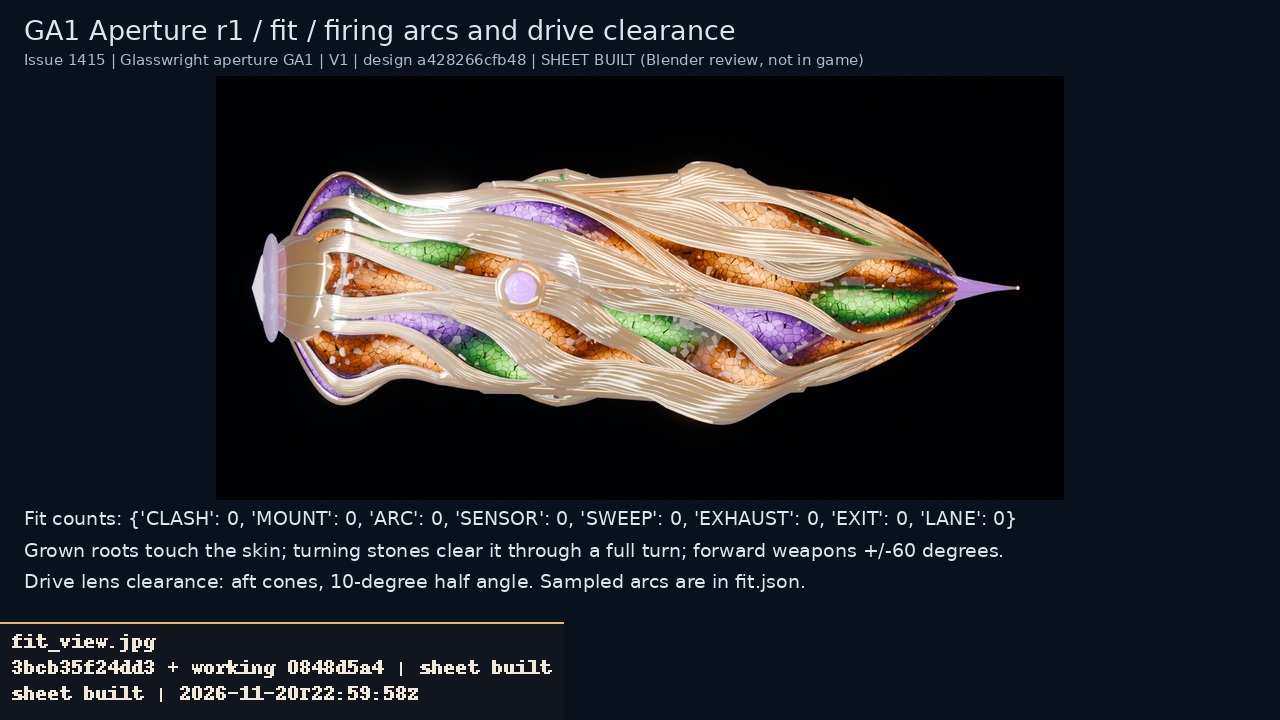 GA1 Aperture r1 / fit / firing arcs and drive clearance
Issue 1415 | Glasswright aperture GA1 | V1 | design a428266cfb48 | SHEET BUILT (Blender review, not in game)
Fit counts: {'CLASH': 0, 'MOUNT': 0, 'ARC': 0, 'SENSOR': 0, 'SWEEP': 0, 'EXHAUST': 0, 'EXIT': 0, 'LANE': 0}
Grown roots touch the skin; turning stones clear it through a full turn; forward weapons +/-60 degrees.
Drive lens clearance: aft cones, 10-degree half angle. Sampled arcs are in fit.json.
fit_view.jpg
3bcb35f24dd3 + working 0848d5a4 | sheet built
sheet built | 2026-11-20T22:59:58Z